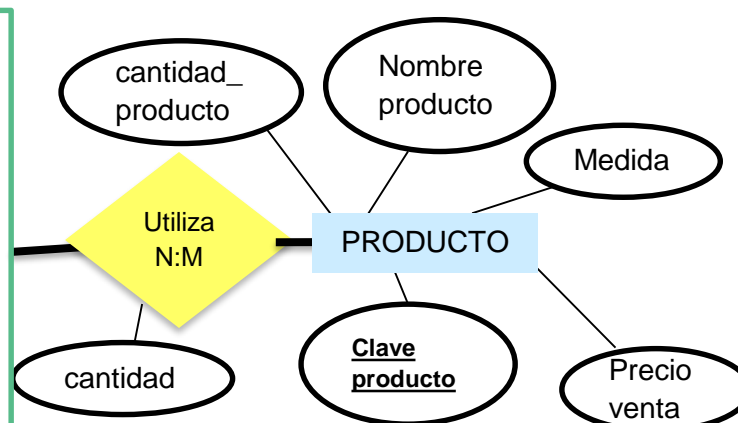 cantidad_
producto
Nombre
producto
Medida
Utiliza
N:M
PRODUCTO
cantidad
Clave
producto
Precio
venta